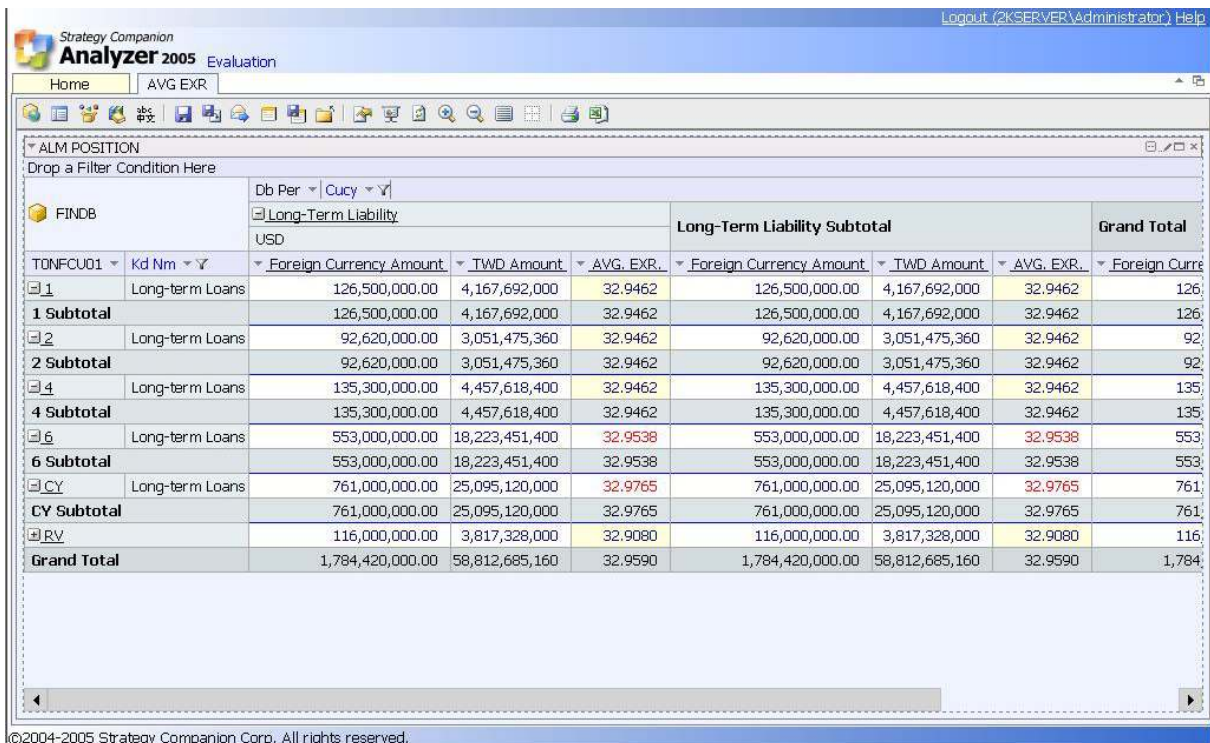 Logout (2KSERVER\Administrator) Help
Strategy Companion
Analyzer 2005 Evaluation
Home AVG EXR
ALM POSITION
Drop a Filter Condition Here
Db Per Cucy
FINDB Long-Term Liability Long-Term Liability Subtotal Grand Total
USD
T0NFCU01 Kd Nm Foreign Currency Amount TWD Amount AVG. EXR. Foreign Currency Amount TWD Amount AVG. EXR. Foreign Curre
1 Long-term Loans 126,500,000.00 4,167,692,000 32.9462 126,500,000.00 4,167,692,000 32.9462 126
1 Subtotal 126,500,000.00 4,167,692,000 32.9462 126,500,000.00 4,167,692,000 32.9462 126
2 Long-term Loans 92,620,000.00 3,051,475,360 32.9462 92,620,000.00 3,051,475,360 32.9462 92
2 Subtotal 92,620,000.00 3,051,475,360 32.9462 92,620,000.00 3,051,475,360 32.9462 92
4 Long-term Loans 135,300,000.00 4,457,618,400 32.9462 135,300,000.00 4,457,618,400 32.9462 135
4 Subtotal 135,300,000.00 4,457,618,400 32.9462 135,300,000.00 4,457,618,400 32.9462 135
6 Long-term Loans 553,000,000.00 18,223,451,400 32.9538 553,000,000.00 18,223,451,400 32.9538 553
6 Subtotal 553,000,000.00 18,223,451,400 32.9538 553,000,000.00 18,223,451,400 32.9538 553
CY Long-term Loans 761,000,000.00 25,095,120,000 32.9765 761,000,000.00 25,095,120,000 32.9765 761
CY Subtotal 761,000,000.00 25,095,120,000 32.9765 761,000,000.00 25,095,120,000 32.9765 761
RV 116,000,000.00 3,817,328,000 32.9080 116,000,000.00 3,817,328,000 32.9080 116
Grand Total 1,784,420,000.00 58,812,685,160 32.9590 1,784,420,000.00 58,812,685,160 32.9590 1,784
©2004-2005 Strategy Companion Corp. All rights reserved.